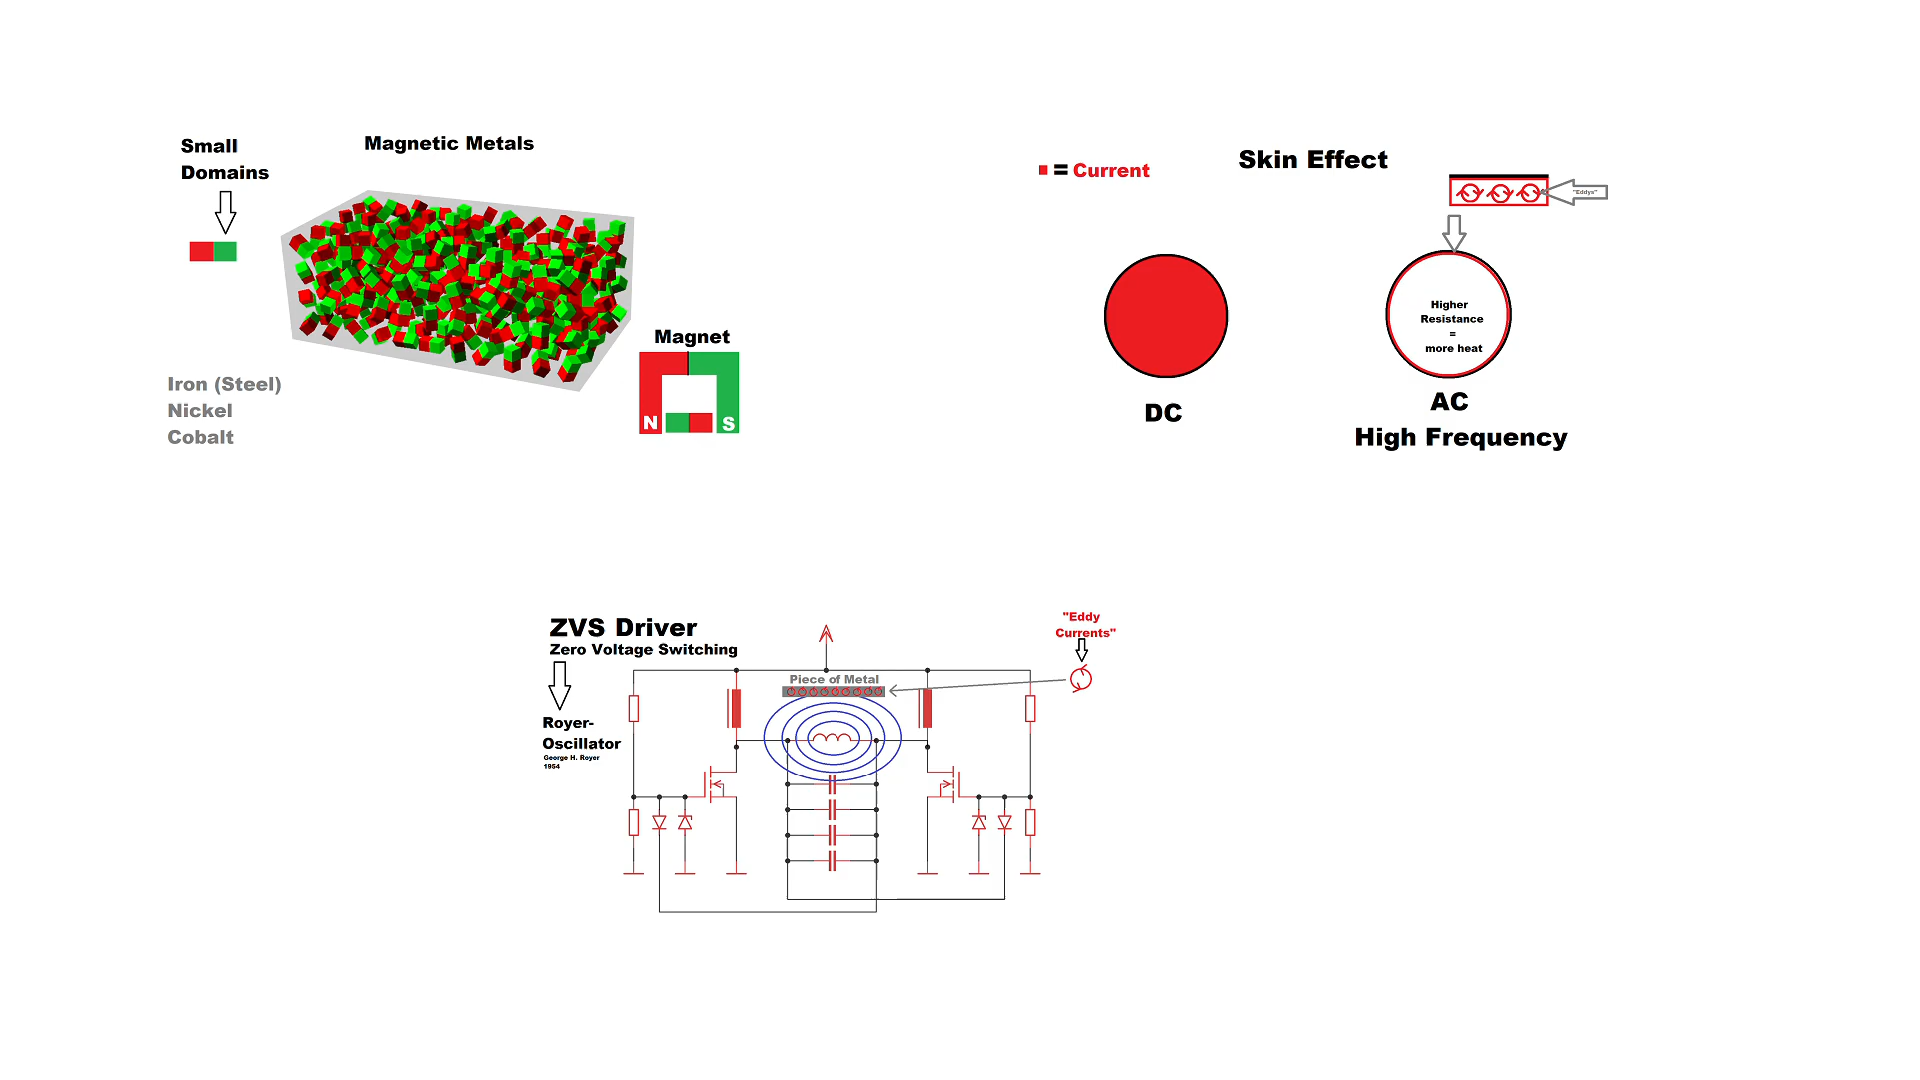 Small
Domains
Magnetic Metals
Iron (Steel)
Nickel
Cobalt
Magnet
N
S
= Current
Skin Effect
"Eddys"
Higher
Resistance
=
more heat
DC
AC
High Frequency
ZVS Driver
Zero Voltage Switching
Royer-
Oscillator
George H. Royer
1954
Piece of Metal
"Eddy
Currents"